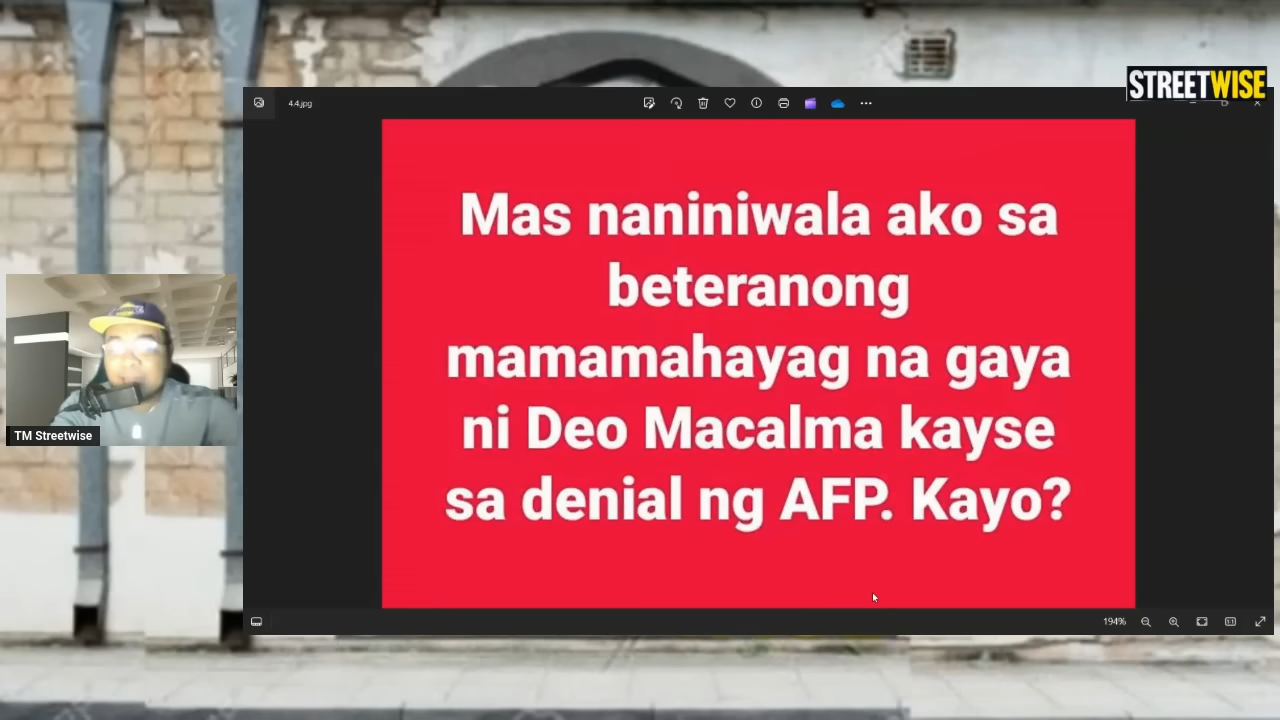 STREETWISE
4.4.jpg
Mas naniniwala ako sa
beteranong
mamamahayag na gaya
ni Deo Macalma kayse
sa denial ng AFP. Kayo?
TM Streetwise
194%